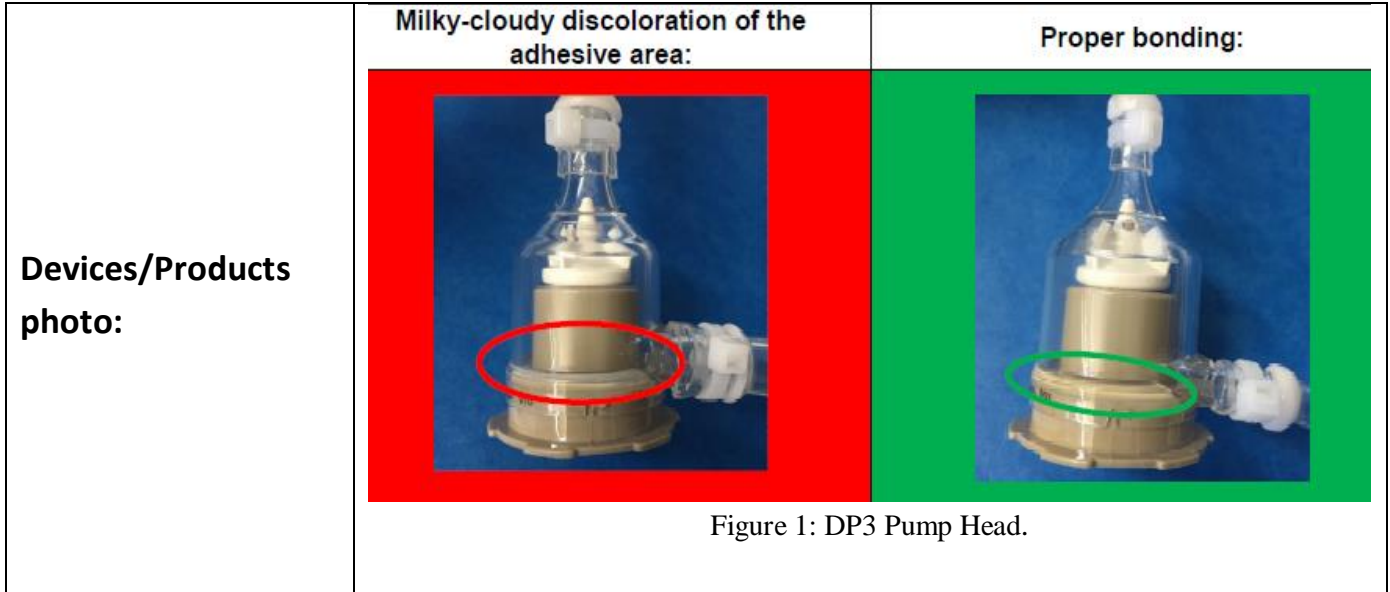 Milky-cloudy discoloration of the
adhesive area:
Proper bonding:
Devices/Products
photo:
Figure 1: DP3 Pump Head.